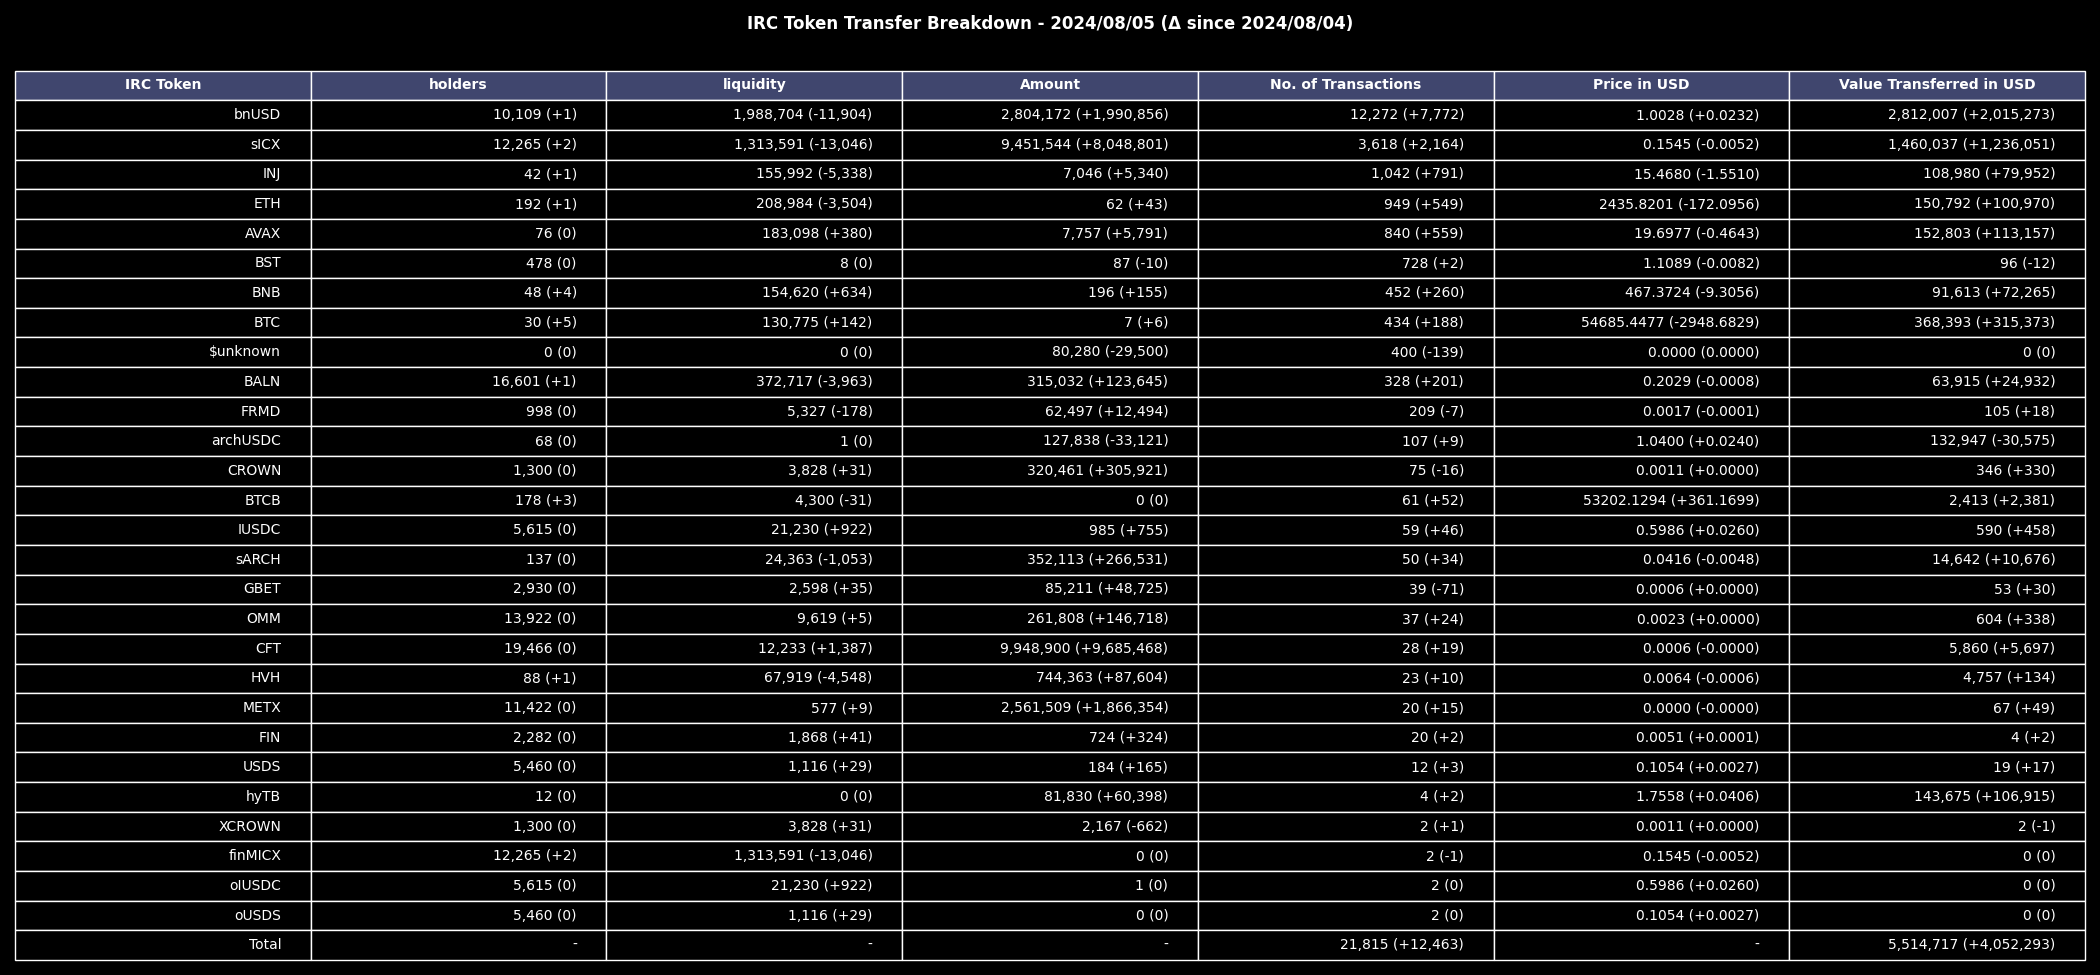 IRC Token Transfer Breakdown - 2024/08/05 (Δ since 2024/08/04)
IRC Token holders liquidity Amount No. of Transactions Price in USD Value Transferred in USD
bnUSD 10,109 (+1) 1,988,704 (-11,904) 2,804,172 (+1,990,856) 12,272 (+7,772) 1.0028 (+0.0232) 2,812,007 (+2,015,273)
sICX 12,265 (+2) 1,313,591 (-13,046) 9,451,544 (+8,048,801) 3,618 (+2,164) 0.1545 (-0.0052) 1,460,037 (+1,236,051)
INJ 42 (+1) 155,992 (-5,338) 7,046 (+5,340) 1,042 (+791) 15.4680 (-1.5510) 108,980 (+79,952)
ETH 192 (+1) 208,984 (-3,504) 62 (+43) 949 (+549) 2435.8201 (-172.0956) 150,792 (+100,970)
AVAX 76 (0) 183,098 (+380) 7,757 (+5,791) 840 (+559) 19.6977 (-0.4643) 152,803 (+113,157)
BST 478 (0) 8 (0) 87 (-10) 728 (+2) 1.1089 (-0.0082) 96 (-12)
BNB 48 (+4) 154,620 (+634) 196 (+155) 452 (+260) 467.3724 (-9.3056) 91,613 (+72,265)
BTC 30 (+5) 130,775 (+142) 7 (+6) 434 (+188) 54685.4477 (-2948.6829) 368,393 (+315,373)
$unknown 0 (0) 0 (0) 80,280 (-29,500) 400 (-139) 0.0000 (0.0000) 0 (0)
BALN 16,601 (+1) 372,717 (-3,963) 315,032 (+123,645) 328 (+201) 0.2029 (-0.0008) 63,915 (+24,932)
FRMD 998 (0) 5,327 (-178) 62,497 (+12,494) 209 (-7) 0.0017 (-0.0001) 105 (+18)
archUSDC 68 (0) 1 (0) 127,838 (-33,121) 107 (+9) 1.0400 (+0.0240) 132,947 (-30,575)
CROWN 1,300 (0) 3,828 (+31) 320,461 (+305,921) 75 (-16) 0.0011 (+0.0000) 346 (+330)
BTCB 178 (+3) 4,300 (-31) 0 (0) 61 (+52) 53202.1294 (+361.1699) 2,413 (+2,381)
IUSDC 5,615 (0) 21,230 (+922) 985 (+755) 59 (+46) 0.5986 (+0.0260) 590 (+458)
sARCH 137 (0) 24,363 (-1,053) 352,113 (+266,531) 50 (+34) 0.0416 (-0.0048) 14,642 (+10,676)
GBET 2,930 (0) 2,598 (+35) 85,211 (+48,725) 39 (-71) 0.0006 (+0.0000) 53 (+30)
OMM 13,922 (0) 9,619 (+5) 261,808 (+146,718) 37 (+24) 0.0023 (+0.0000) 604 (+338)
CFT 19,466 (0) 12,233 (+1,387) 9,948,900 (+9,685,468) 28 (+19) 0.0006 (-0.0000) 5,860 (+5,697)
HVH 88 (+1) 67,919 (-4,548) 744,363 (+87,604) 23 (+10) 0.0064 (-0.0006) 4,757 (+134)
METX 11,422 (0) 577 (+9) 2,561,509 (+1,866,354) 20 (+15) 0.0000 (-0.0000) 67 (+49)
FIN 2,282 (0) 1,868 (+41) 724 (+324) 20 (+2) 0.0051 (+0.0001) 4 (+2)
USDS 5,460 (0) 1,116 (+29) 184 (+165) 12 (+3) 0.1054 (+0.0027) 19 (+17)
hyTB 12 (0) 0 (0) 81,830 (+60,398) 4 (+2) 1.7558 (+0.0406) 143,675 (+106,915)
XCROWN 1,300 (0) 3,828 (+31) 2,167 (-662) 2 (+1) 0.0011 (+0.0000) 2 (-1)
finMICX 12,265 (+2) 1,313,591 (-13,046) 0 (0) 2 (-1) 0.1545 (-0.0052) 0 (0)
oIUSDC 5,615 (0) 21,230 (+922) 1 (0) 2 (0) 0.5986 (+0.0260) 0 (0)
oUSDS 5,460 (0) 1,116 (+29) 0 (0) 2 (0) 0.1054 (+0.0027) 0 (0)
Total - - - 21,815 (+12,463) - 5,514,717 (+4,052,293)